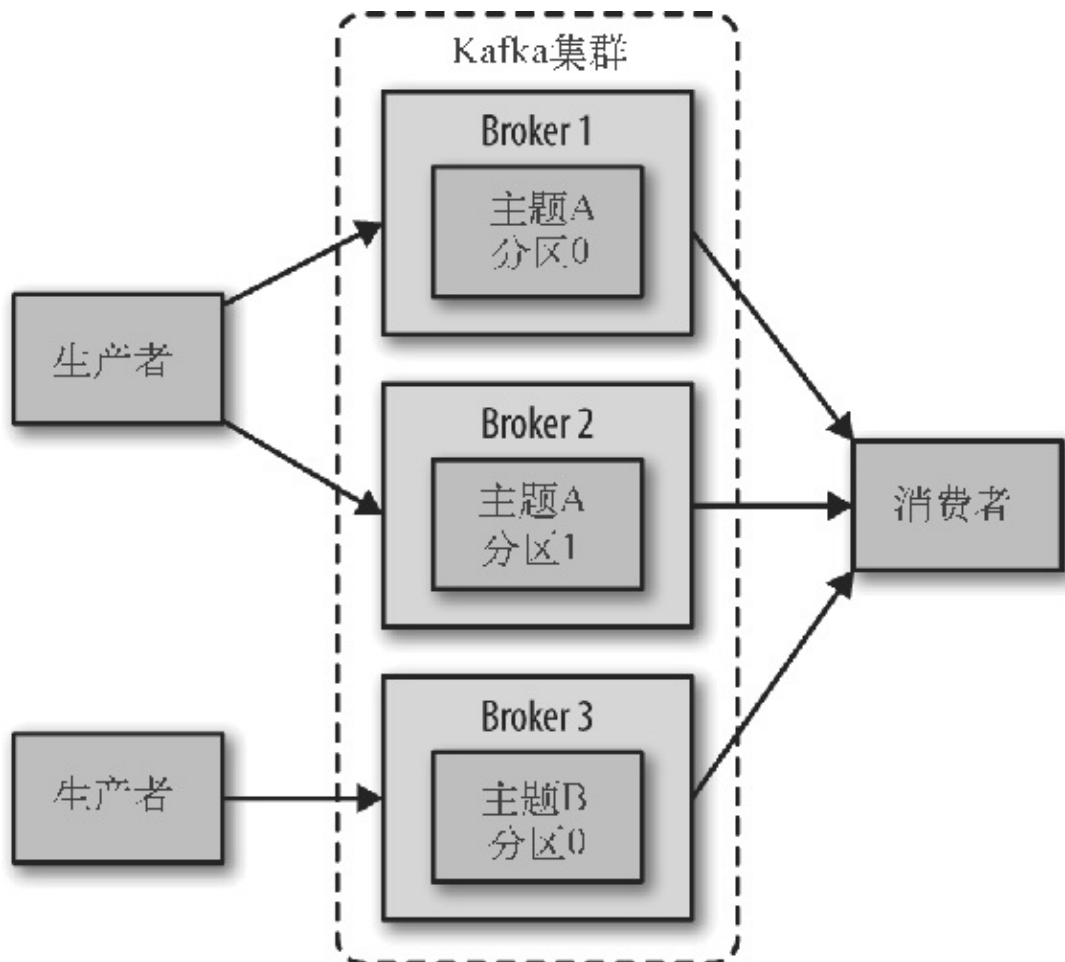 Kafka集群
Broker 1
主题A
分区0
生产者
Broker 2
主题A
分区1
消费者
Broker 3
生产者
主题B
分区0